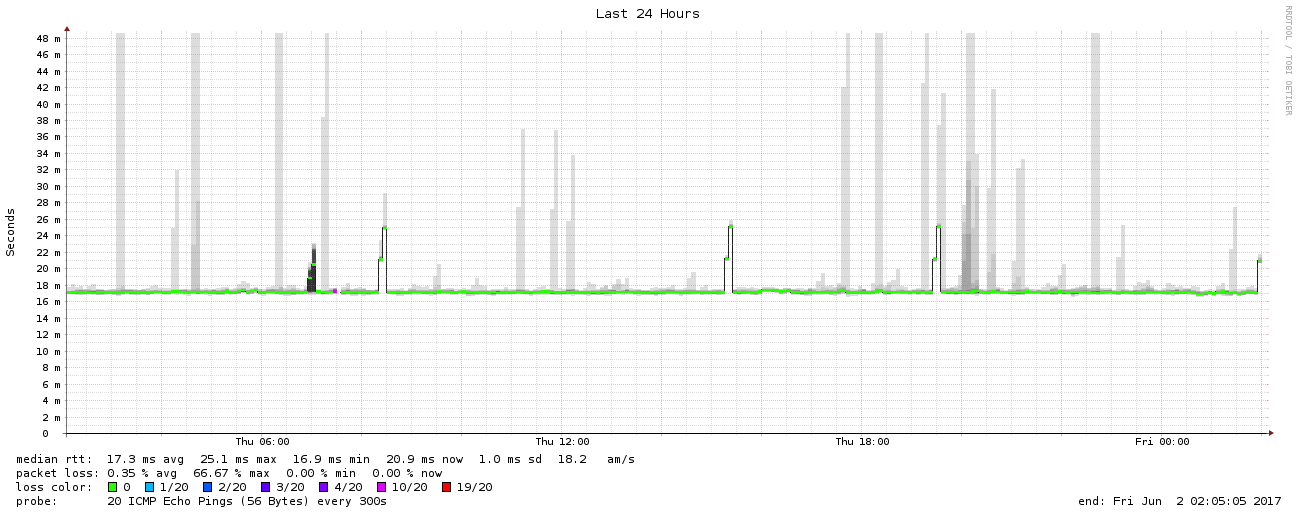 Last 24 Hours
RRDTOOL / TOBI OETIKER
Seconds
48 m
46 m
44 m
42 m
40 m
38 m
36 m
34 m
32 m
30 m
28 m
26 m
24 m
22 m
20 m
18 m
16 m
14 m
12 m
10 m
8 m
6 m
4 m
2 m
0
Thu 06:00 Thu 12:00 Thu 18:00 Fri 00:00
median rtt: 17.3 ms avg 25.1 ms max 16.9 ms min 20.9 ms now 1.0 ms sd 18.2 am/s
packet loss: 0.35 % avg 66.67 % max 0.00 % min 0.00 % now
loss color: 0 1/20 2/20 3/20 4/20 10/20 19/20
probe: 20 ICMP Echo Pings (56 Bytes) every 300s end: Fri Jun 2 02:05:05 2017